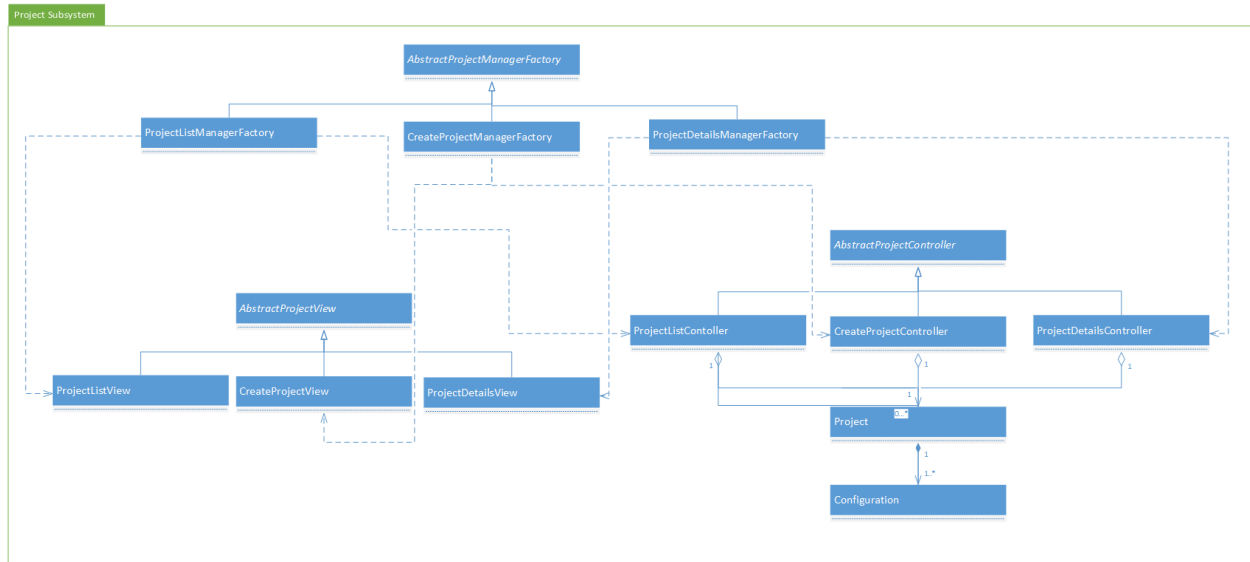 Project Subsystem
AbstractProjectManagerFactory
ProjectListManagerFactory
CreateProjectManagerFactory
ProjectDetailsManagerFactory
AbstractProjectController
AbstractProjectView
ProjectListContoller
CreateProjectController
ProjectDetailsController
1
1
1
ProjectListView
CreateProjectView
ProjectDetailsView
1
0...*
Project
1
1..*
Configuration